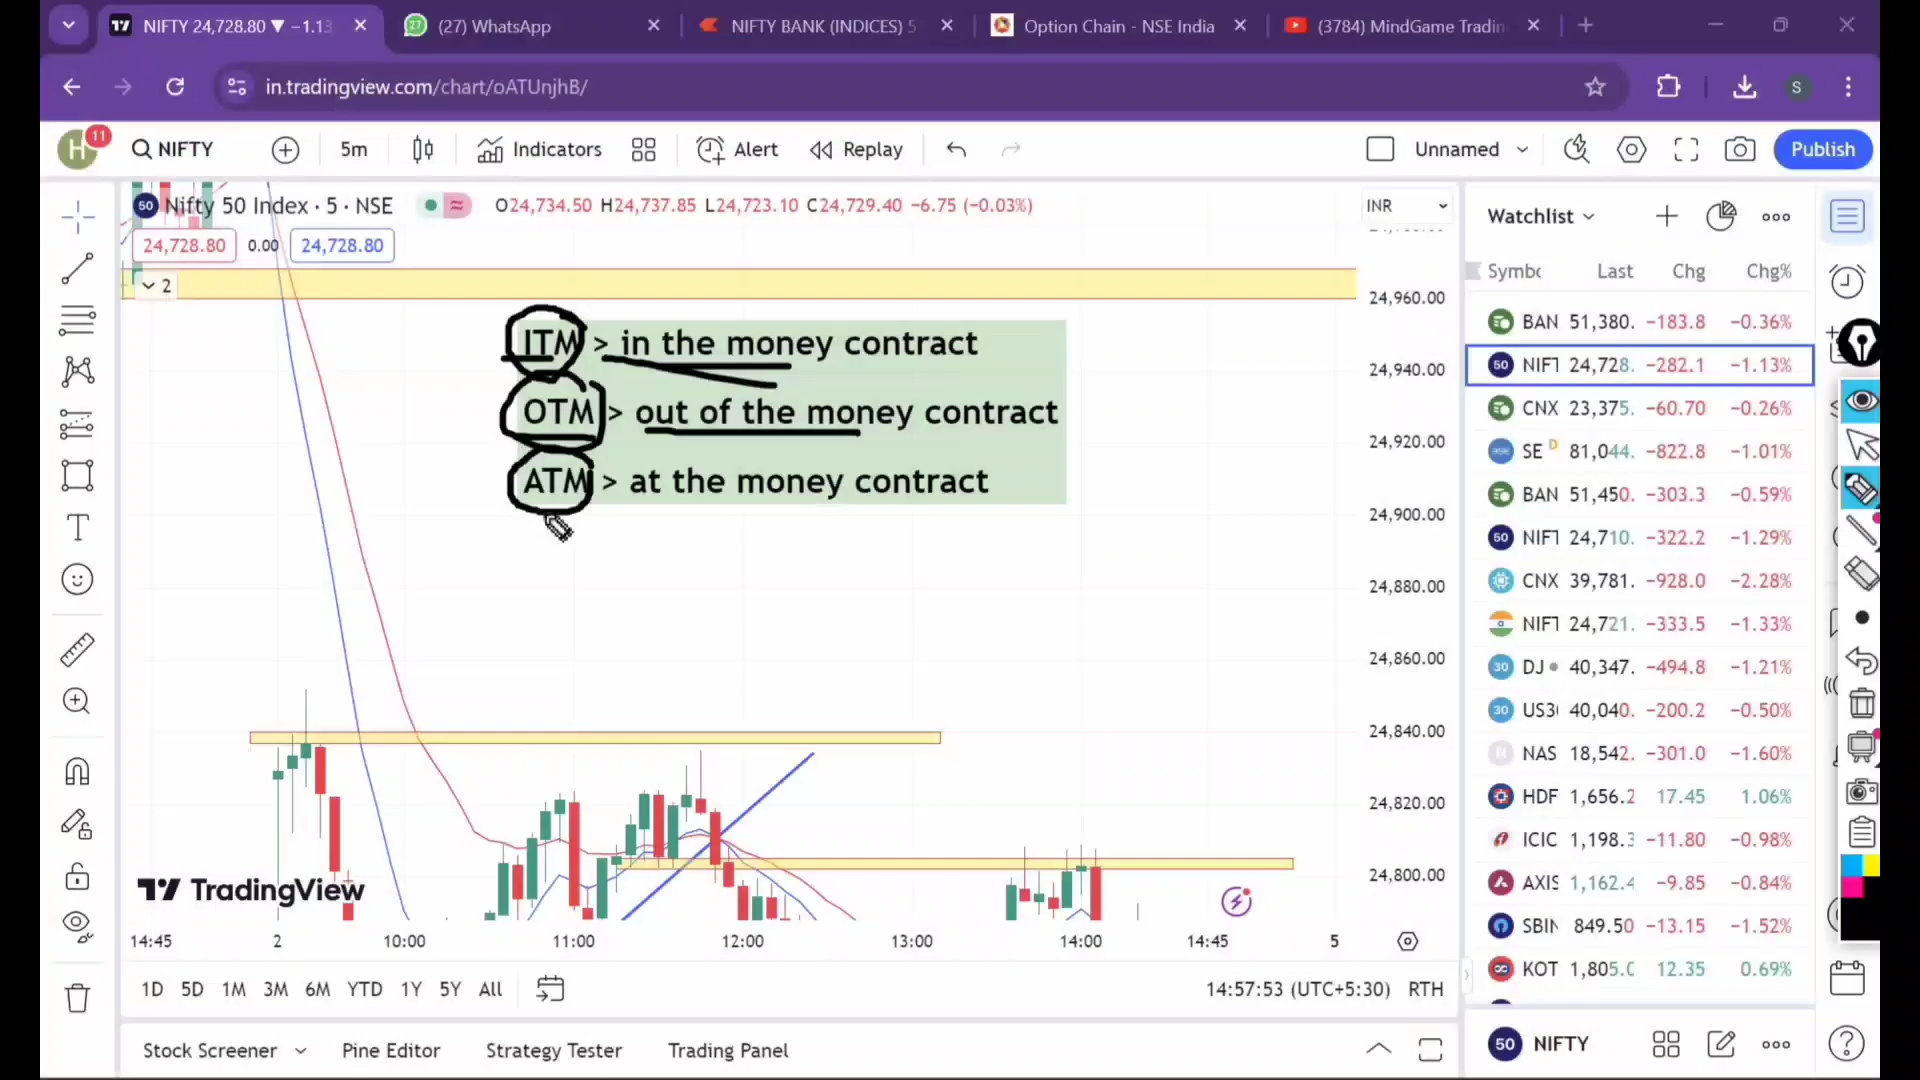 NIFTY 24,728.80 ▼ −1.13
(27) WhatsApp
NIFTY BANK (INDICES) 5
Option Chain - NSE India
(3784) MindGame Tradin
in.tradingview.com/chart/oATUnjhB/
S
H 11
NIFTY
5m
Indicators
Alert
Replay
Unnamed
Publish
50 Nifty 50 Index · 5 · NSE
O24,734.50 H24,737.85 L24,723.10 C24,729.40 −6.75 (−0.03%)
24,728.80 0.00 24,728.80
2
INR
ITM > in the money contract
OTM > out of the money contract
ATM > at the money contract
24,960.00
24,940.00
24,920.00
24,900.00
24,880.00
24,860.00
24,840.00
24,820.00
24,800.00
TradingView
14:45 2 10:00 11:00 12:00 13:00 14:00 14:45 5
1D 5D 1M 3M 6M YTD 1Y 5Y All
14:57:53 (UTC+5:30) RTH
Stock Screener Pine Editor Strategy Tester Trading Panel
Watchlist
Symbo Last Chg Chg%
BAN 51,380. −183.8 −0.36%
50 NIFT 24,728. −282.1 −1.13%
CNX 23,375. −60.70 −0.26%
SE D 81,044. −822.8 −1.01%
BAN 51,450. −303.3 −0.59%
50 NIFT 24,710. −322.2 −1.29%
CNX 39,781. −928.0 −2.28%
NIFT 24,721. −333.5 −1.33%
30 DJ 40,347. −494.8 −1.21%
30 US3 40,040. −200.2 −0.50%
N NAS 18,542. −301.0 −1.60%
HDF 1,656.2 17.45 1.06%
ICIC 1,198.3 −11.80 −0.98%
AXIS 1,162.4 −9.85 −0.84%
SBIN 849.50 −13.15 −1.52%
KOT 1,805.0 12.35 0.69%
50 NIFTY